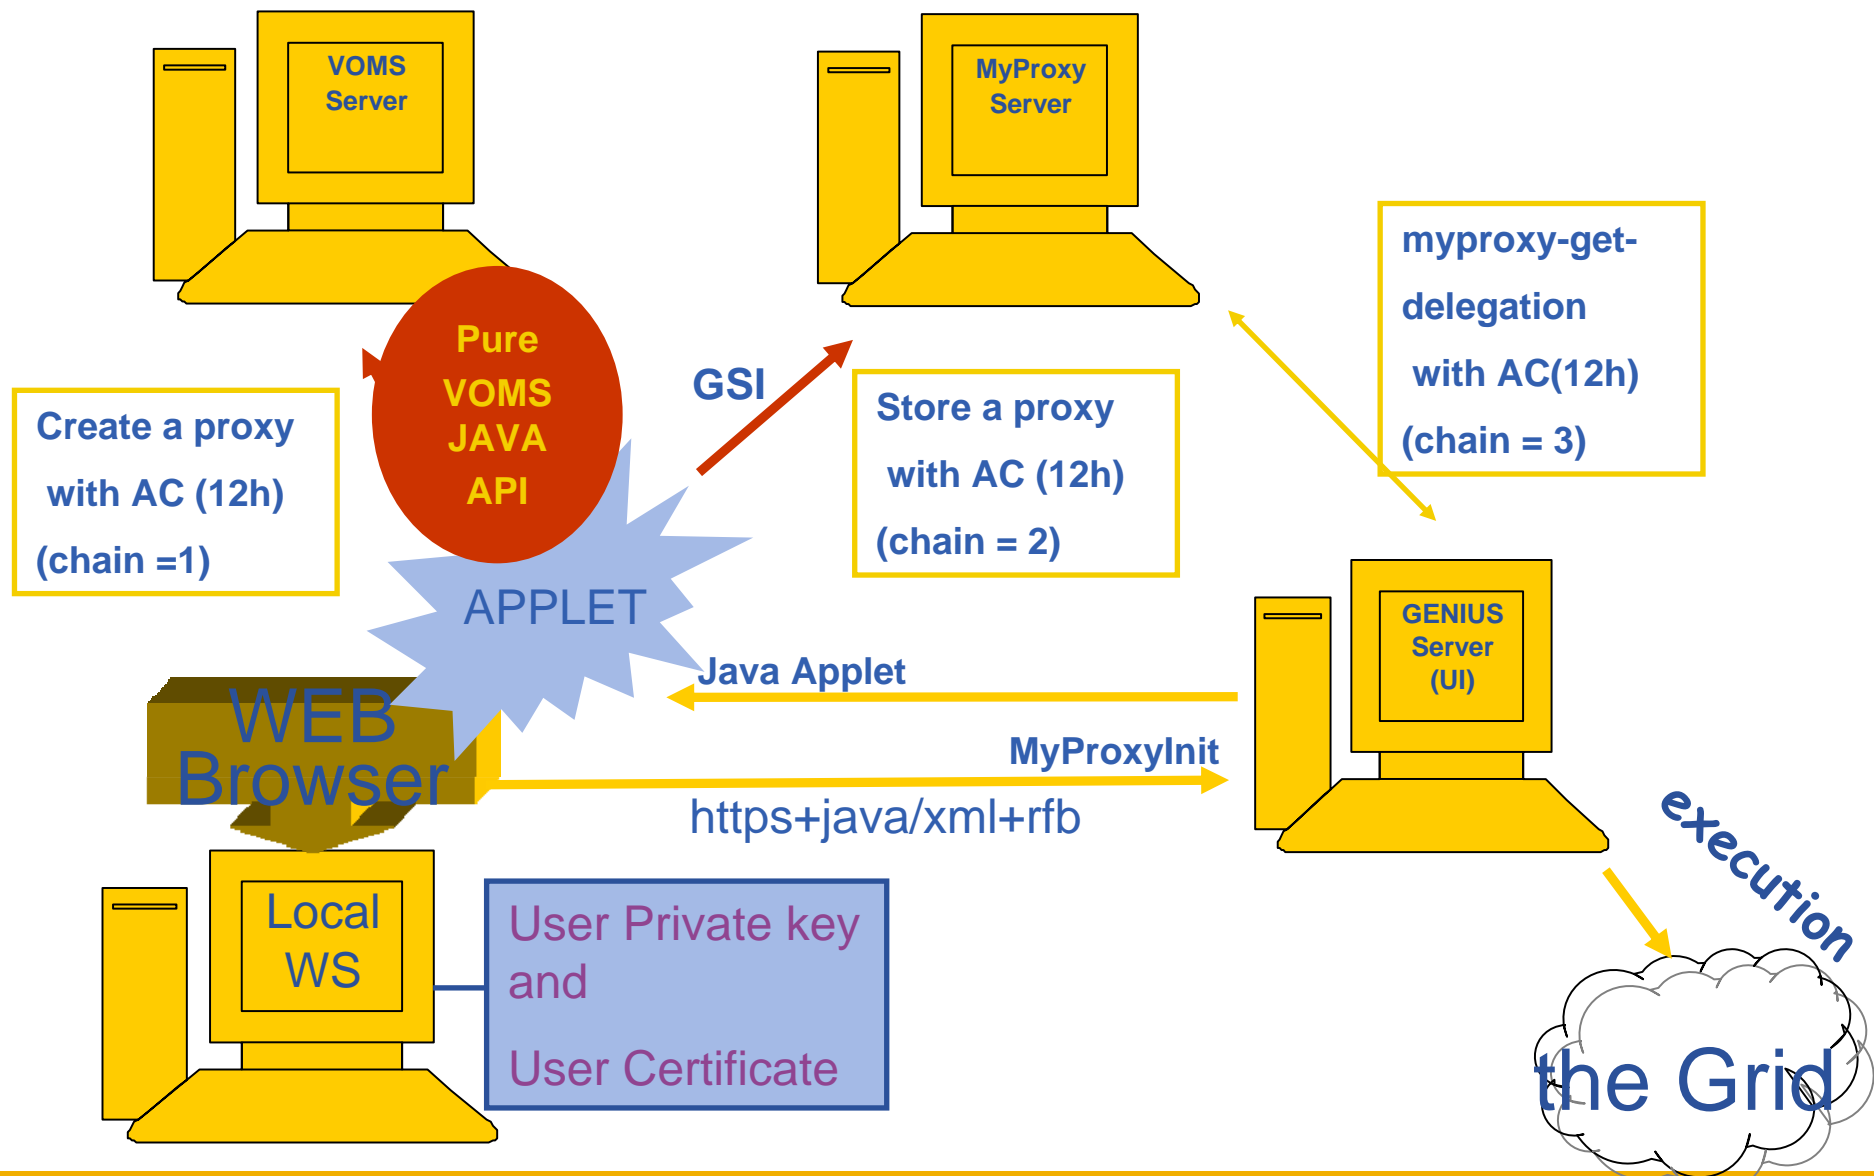 VOMS
Server
MyProxy
Server
myproxy-get-
delegation
with AC(12h)
(chain = 3)
Pure
VOMS
JAVA
API
GSI
Create a proxy
with AC (12h)
(chain =1)
Store a proxy
with AC (12h)
(chain = 2)
APPLET
GENIUS
Server
(UI)
Java Applet
WEB
Browser
MyProxyInit
https+java/xml+rfb
execution
Local
WS
User Private key
and
User Certificate
the Grid